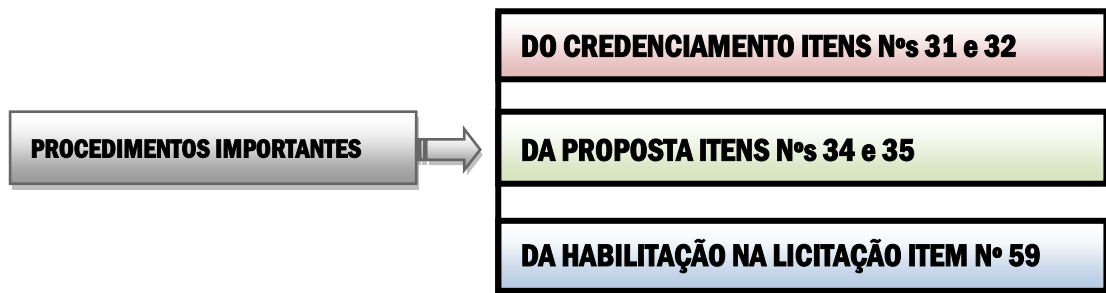 PROCEDIMENTOS IMPORTANTES
DO CREDENCIAMENTO ITENS Nºs 31 e 32
DA PROPOSTA ITENS Nºs 34 e 35
DA HABILITAÇÃO NA LICITAÇÃO ITEM Nº 59